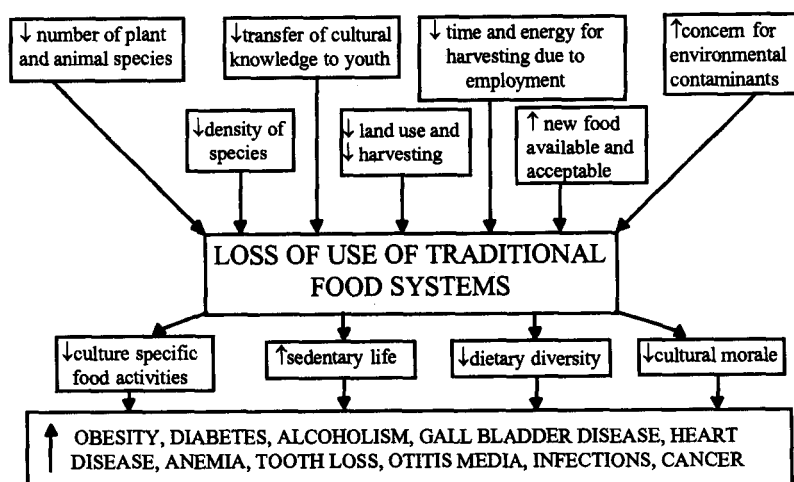 ↓ number of plant
and animal species
↓transfer of cultural
knowledge to youth
↓ time and energy for
harvesting due to
employment
↑concern for
environmental
contaminants
↓density of
species
↓ land use and
↓ harvesting
↑ new food
available and
acceptable
LOSS OF USE OF TRADITIONAL
FOOD SYSTEMS
↓culture specific
food activities
↑sedentary life
↓dietary diversity
↓cultural morale
↑ OBESITY, DIABETES, ALCOHOLISM, GALL BLADDER DISEASE, HEART
DISEASE, ANEMIA, TOOTH LOSS, OTITIS MEDIA, INFECTIONS, CANCER